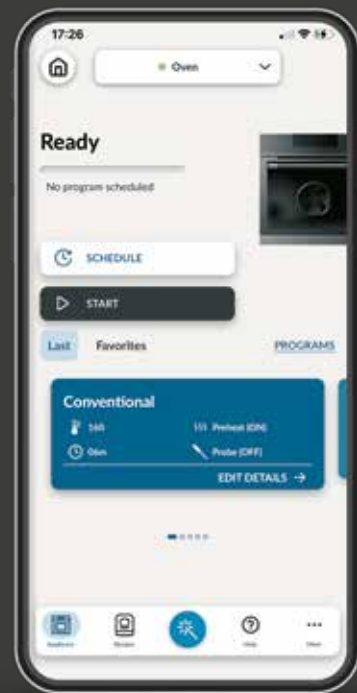 17:26
Oven
Ready
No program scheduled
SCHEDULE
START
Last Favorites PROGRAMS
Conventional
160 Preheat (ON)
06m Probe (OFF)
EDIT DETAILS →
Help